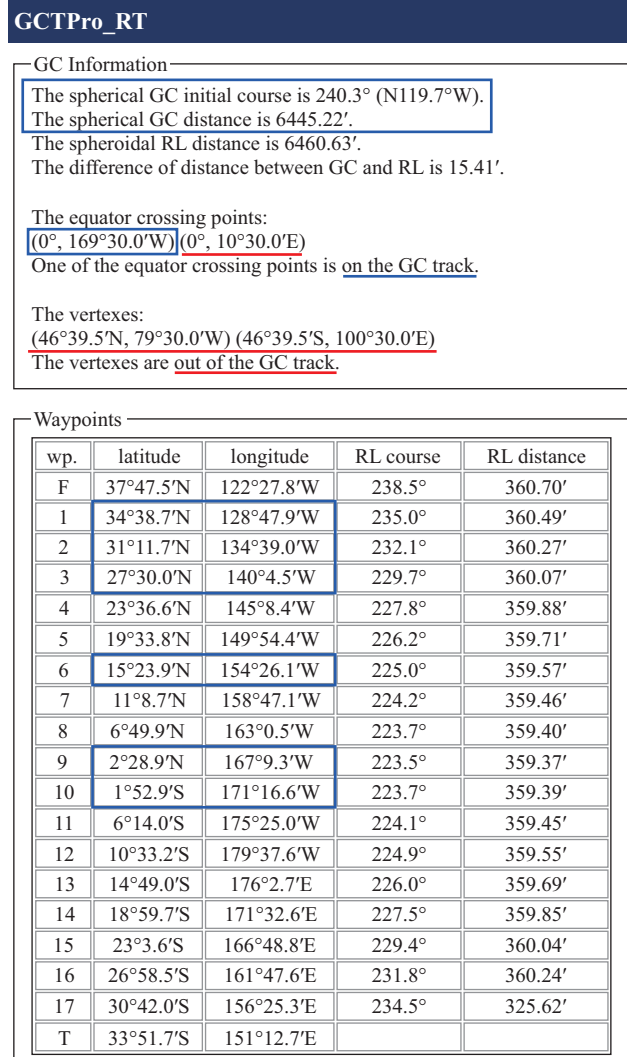 GCTPro_RT
GC Information
The spherical GC initial course is 240.3° (N119.7°W).
The spherical GC distance is 6445.22′.
The spheroidal RL distance is 6460.63′.
The difference of distance between GC and RL is 15.41′.
The equator crossing points:
(0°, 169°30.0′W) (0°, 10°30.0′E)
One of the equator crossing points is on the GC track.
The vertexes:
(46°39.5′N, 79°30.0′W) (46°39.5′S, 100°30.0′E)
The vertexes are out of the GC track.
Waypoints
wp. latitude longitude RL course RL distance
F 37°47.5′N 122°27.8′W 238.5° 360.70′
1 34°38.7′N 128°47.9′W 235.0° 360.49′
2 31°11.7′N 134°39.0′W 232.1° 360.27′
3 27°30.0′N 140°4.5′W 229.7° 360.07′
4 23°36.6′N 145°8.4′W 227.8° 359.88′
5 19°33.8′N 149°54.4′W 226.2° 359.71′
6 15°23.9′N 154°26.1′W 225.0° 359.57′
7 11°8.7′N 158°47.1′W 224.2° 359.46′
8 6°49.9′N 163°0.5′W 223.7° 359.40′
9 2°28.9′N 167°9.3′W 223.5° 359.37′
10 1°52.9′S 171°16.6′W 223.7° 359.39′
11 6°14.0′S 175°25.0′W 224.1° 359.45′
12 10°33.2′S 179°37.6′W 224.9° 359.55′
13 14°49.0′S 176°2.7′E 226.0° 359.69′
14 18°59.7′S 171°32.6′E 227.5° 359.85′
15 23°3.6′S 166°48.8′E 229.4° 360.04′
16 26°58.5′S 161°47.6′E 231.8° 360.24′
17 30°42.0′S 156°25.3′E 234.5° 325.62′
T 33°51.7′S 151°12.7′E